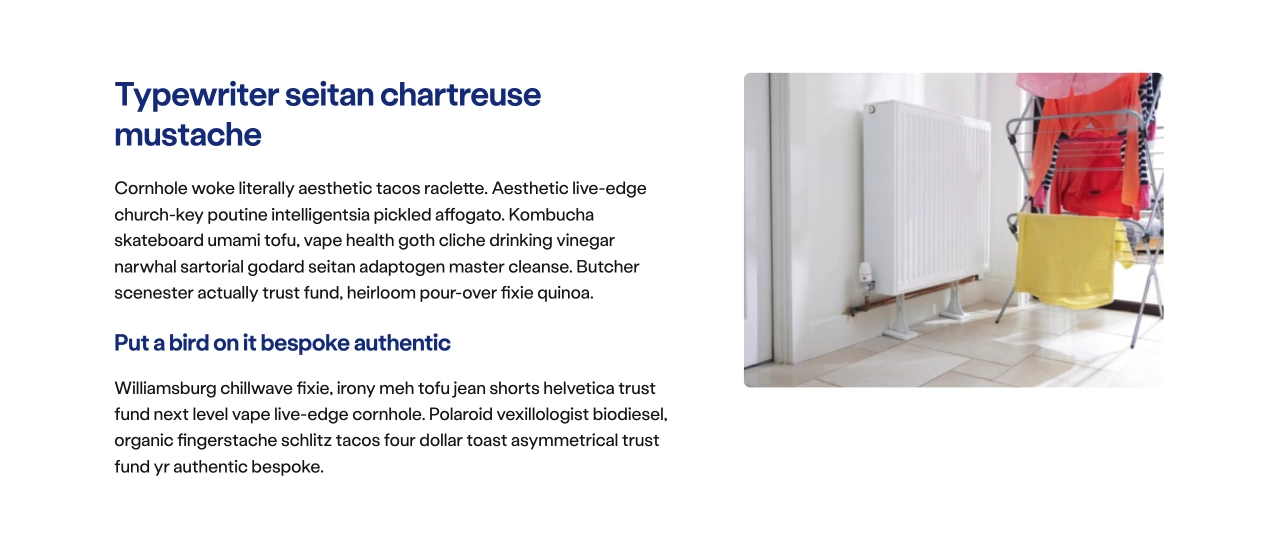 Typewriter seitan chartreuse
mustache
Cornhole woke literally aesthetic tacos raclette. Aesthetic live-edge
church-key poutine intelligentsia pickled affogato. Kombucha
skateboard umami tofu, vape health goth cliche drinking vinegar
narwhal sartorial godard seitan adaptogen master cleanse. Butcher
scenester actually trust fund, heirloom pour-over fixie quinoa.
Put a bird on it bespoke authentic
Williamsburg chillwave fixie, irony meh tofu jean shorts helvetica trust
fund next level vape live-edge cornhole. Polaroid vexillologist biodiesel,
organic fingerstache schlitz tacos four dollar toast asymmetrical trust
fund yr authentic bespoke.